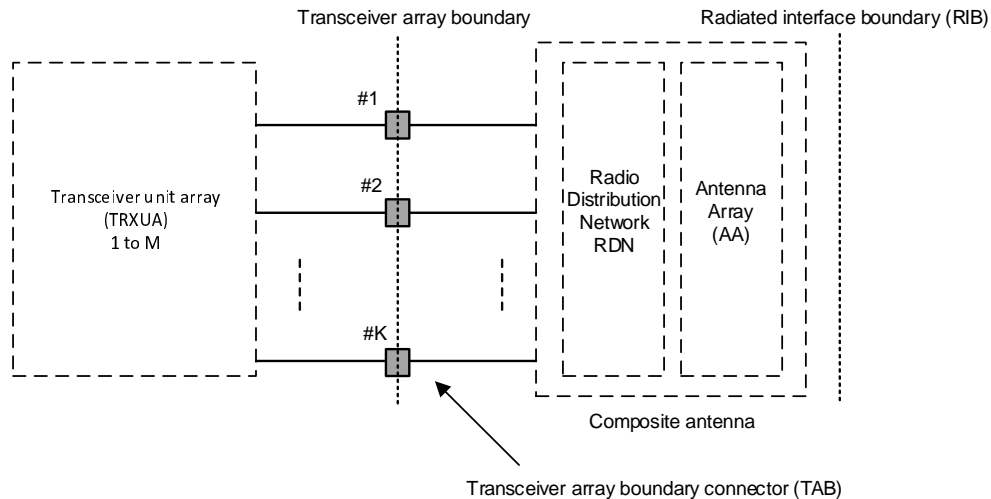 Transceiver array boundary
Radiated interface boundary (RIB)
#1
#2
#K
Transceiver unit array
(TRXUA)
1 to M
Radio
Distribution
Network
RDN
Antenna
Array
(AA)
Composite antenna
Transceiver array boundary connector (TAB)